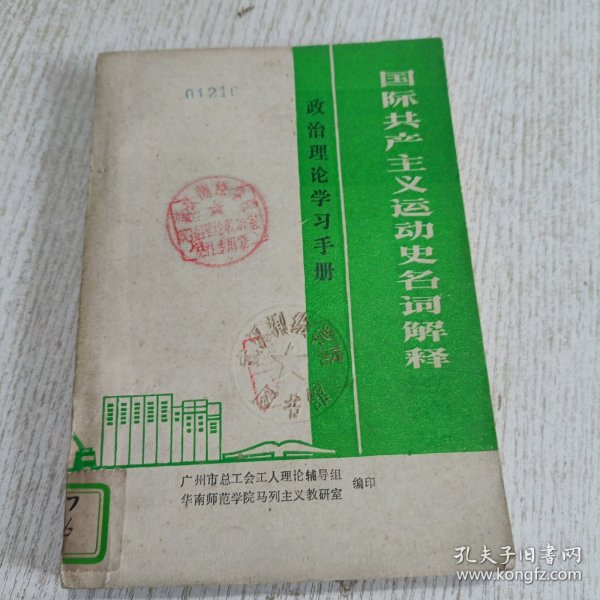 国际共产主义运动史名词解释
政治理论学习手册
01216
广州市总工会工人理论辅导组
华南师范学院马列主义教研室
编印
孔夫子旧书网
www.kongfz.com